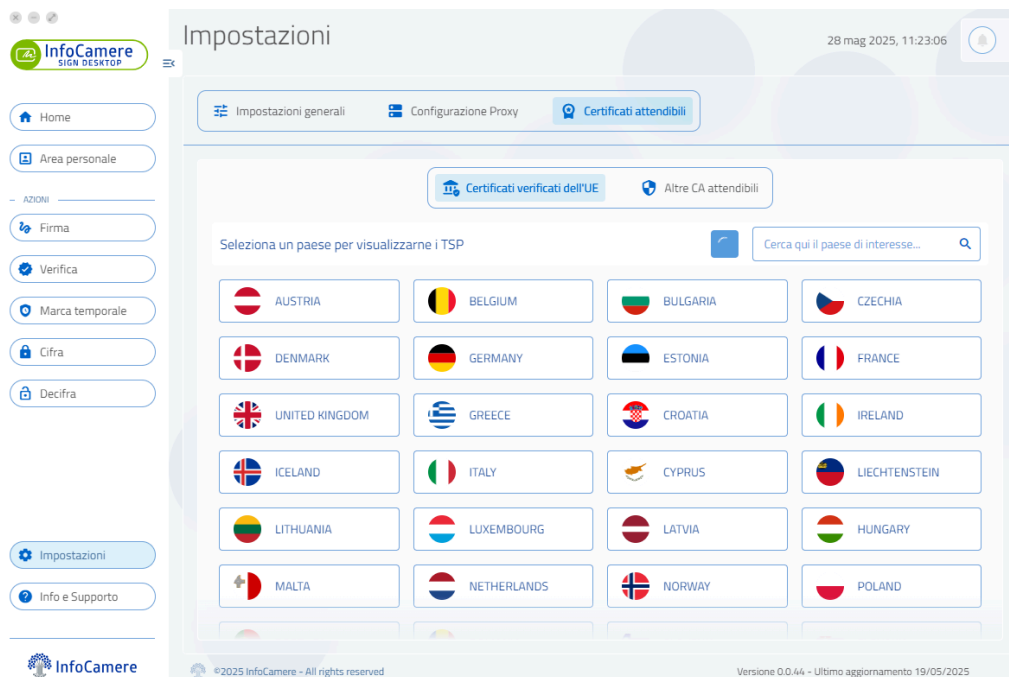 InfoCamere
SIGN DESKTOP
Impostazioni
28 mag 2025, 11:23:06
Home
Area personale
AZIONI
Firma
Verifica
Marca temporale
Cifra
Decifra
Impostazioni
Info e Supporto
InfoCamere
Impostazioni generali
Configurazione Proxy
Certificati attendibili
Certificati verificati dell'UE
Altre CA attendibili
Seleziona un paese per visualizzarne i TSP
Cerca qui il paese di interesse...
AUSTRIA
BELGIUM
BULGARIA
CZECHIA
DENMARK
GERMANY
ESTONIA
FRANCE
UNITED KINGDOM
GREECE
CROATIA
IRELAND
ICELAND
ITALY
CYPRUS
LIECHTENSTEIN
LITHUANIA
LUXEMBOURG
LATVIA
HUNGARY
MALTA
NETHERLANDS
NORWAY
POLAND
©2025 InfoCamere - All rights reserved
Versione 0.0.44 - Ultimo aggiornamento 19/05/2025